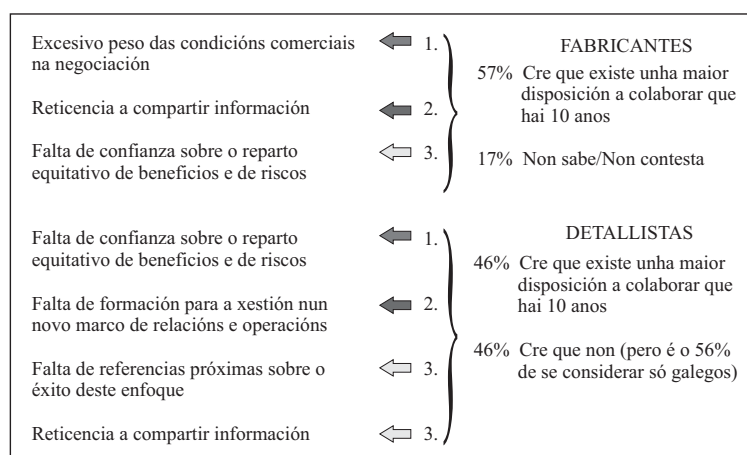 Excesivo peso das condicións comerciais
na negociación
1.
Reticencia a compartir información
2.
Falta de confianza sobre o reparto
equitativo de beneficios e de riscos
3.
FABRICANTES
57% Cre que existe unha maior
disposición a colaborar que
hai 10 anos
17% Non sabe/Non contesta
Falta de confianza sobre o reparto
equitativo de beneficios e de riscos
1.
Falta de formación para a xestión nun
novo marco de relacións e operacións
2.
Falta de referencias próximas sobre o
éxito deste enfoque
3.
Reticencia a compartir información
3.
DETALLISTAS
46% Cre que existe unha maior
disposición a colaborar que
hai 10 anos
46% Cre que non (pero é o 56%
de se considerar só galegos)